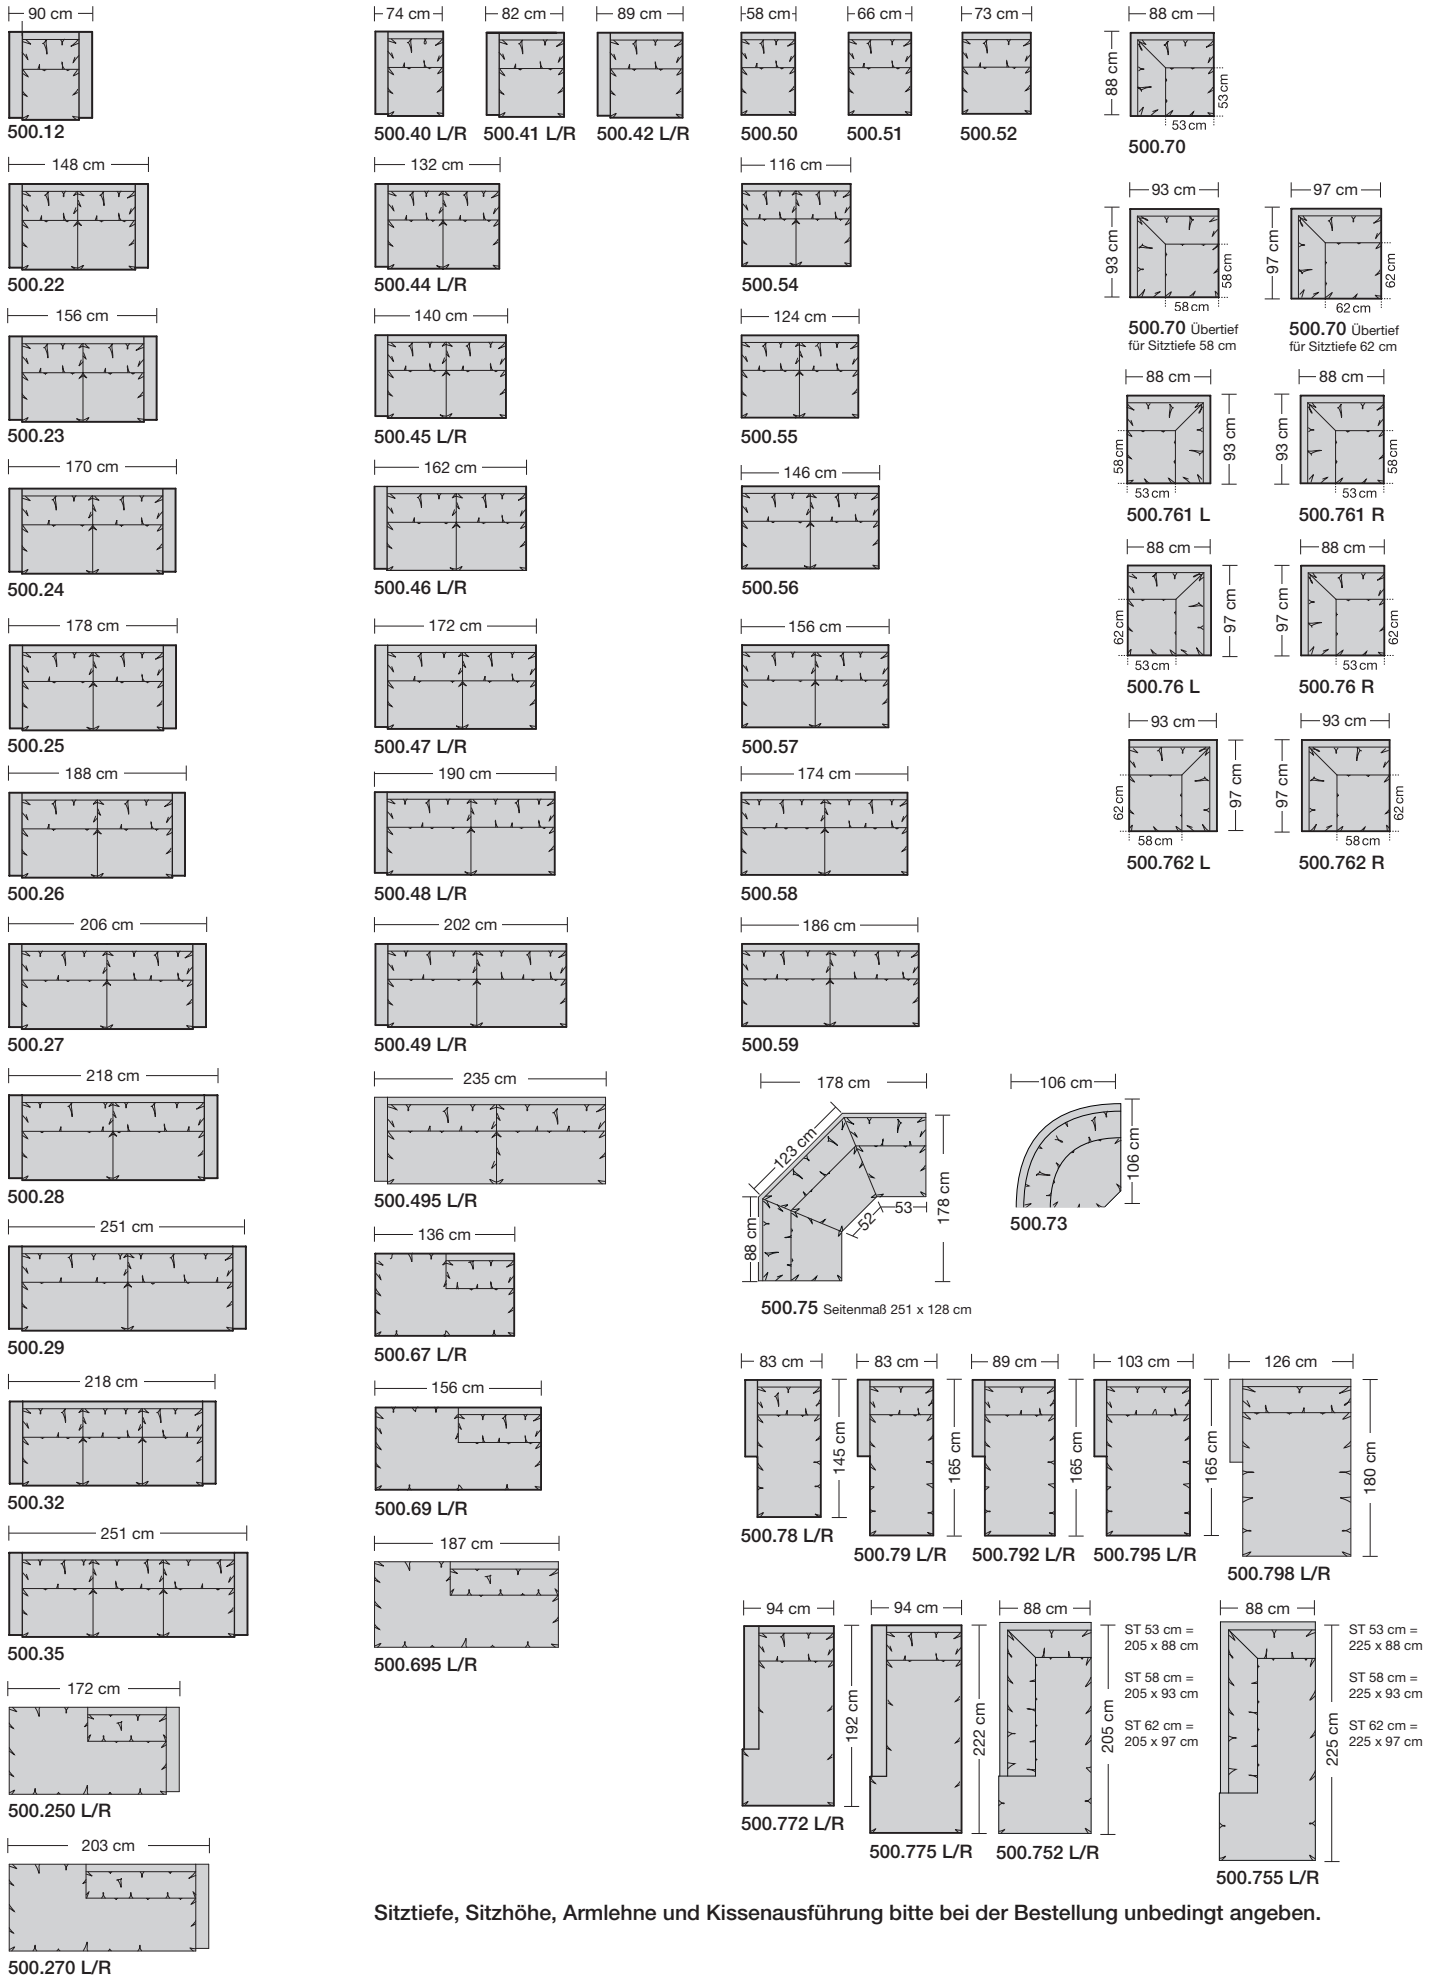 90 cm
500.12
148 cm
500.22
156 cm
500.23
170 cm
500.24
178 cm
500.25
188 cm
500.26
206 cm
500.27
218 cm
500.28
251 cm
500.29
218 cm
500.32
251 cm
500.35
172 cm
500.250 L/R
203 cm
500.270 L/R
74 cm
500.40 L/R
82 cm
500.41 L/R
89 cm
500.42 L/R
132 cm
500.44 L/R
140 cm
500.45 L/R
162 cm
500.46 L/R
172 cm
500.47 L/R
190 cm
500.48 L/R
202 cm
500.49 L/R
235 cm
500.495 L/R
136 cm
500.67 L/R
156 cm
500.69 L/R
187 cm
500.695 L/R
58 cm
500.50
66 cm
500.51
73 cm
500.52
116 cm
500.54
124 cm
500.55
146 cm
500.56
156 cm
500.57
174 cm
500.58
186 cm
500.59
88 cm
88 cm
53 cm
53 cm
500.70
93 cm
93 cm
58 cm
58 cm
500.70 Übertief
für Sitztiefe 58 cm
97 cm
97 cm
62 cm
62 cm
500.70 Übertief
für Sitztiefe 62 cm
88 cm
58 cm
93 cm
53 cm
500.761 L
88 cm
93 cm
58 cm
53 cm
500.761 R
88 cm
62 cm
97 cm
53 cm
500.76 L
88 cm
97 cm
62 cm
53 cm
500.76 R
93 cm
62 cm
97 cm
58 cm
500.762 L
93 cm
97 cm
62 cm
58 cm
500.762 R
178 cm
123 cm
178 cm
88 cm
52
53
500.75 Seitenmaß 251 x 128 cm
106 cm
106 cm
500.73
83 cm
145 cm
500.78 L/R
83 cm
165 cm
500.79 L/R
89 cm
165 cm
500.792 L/R
103 cm
165 cm
500.795 L/R
126 cm
180 cm
500.798 L/R
94 cm
192 cm
500.772 L/R
94 cm
222 cm
500.775 L/R
88 cm
205 cm
500.752 L/R
ST 53 cm =
205 x 88 cm
ST 58 cm =
205 x 93 cm
ST 62 cm =
205 x 97 cm
88 cm
225 cm
500.755 L/R
ST 53 cm =
225 x 88 cm
ST 58 cm =
225 x 93 cm
ST 62 cm =
225 x 97 cm
Sitztiefe, Sitzhöhe, Armlehne und Kissenausführung bitte bei der Bestellung unbedingt angeben.